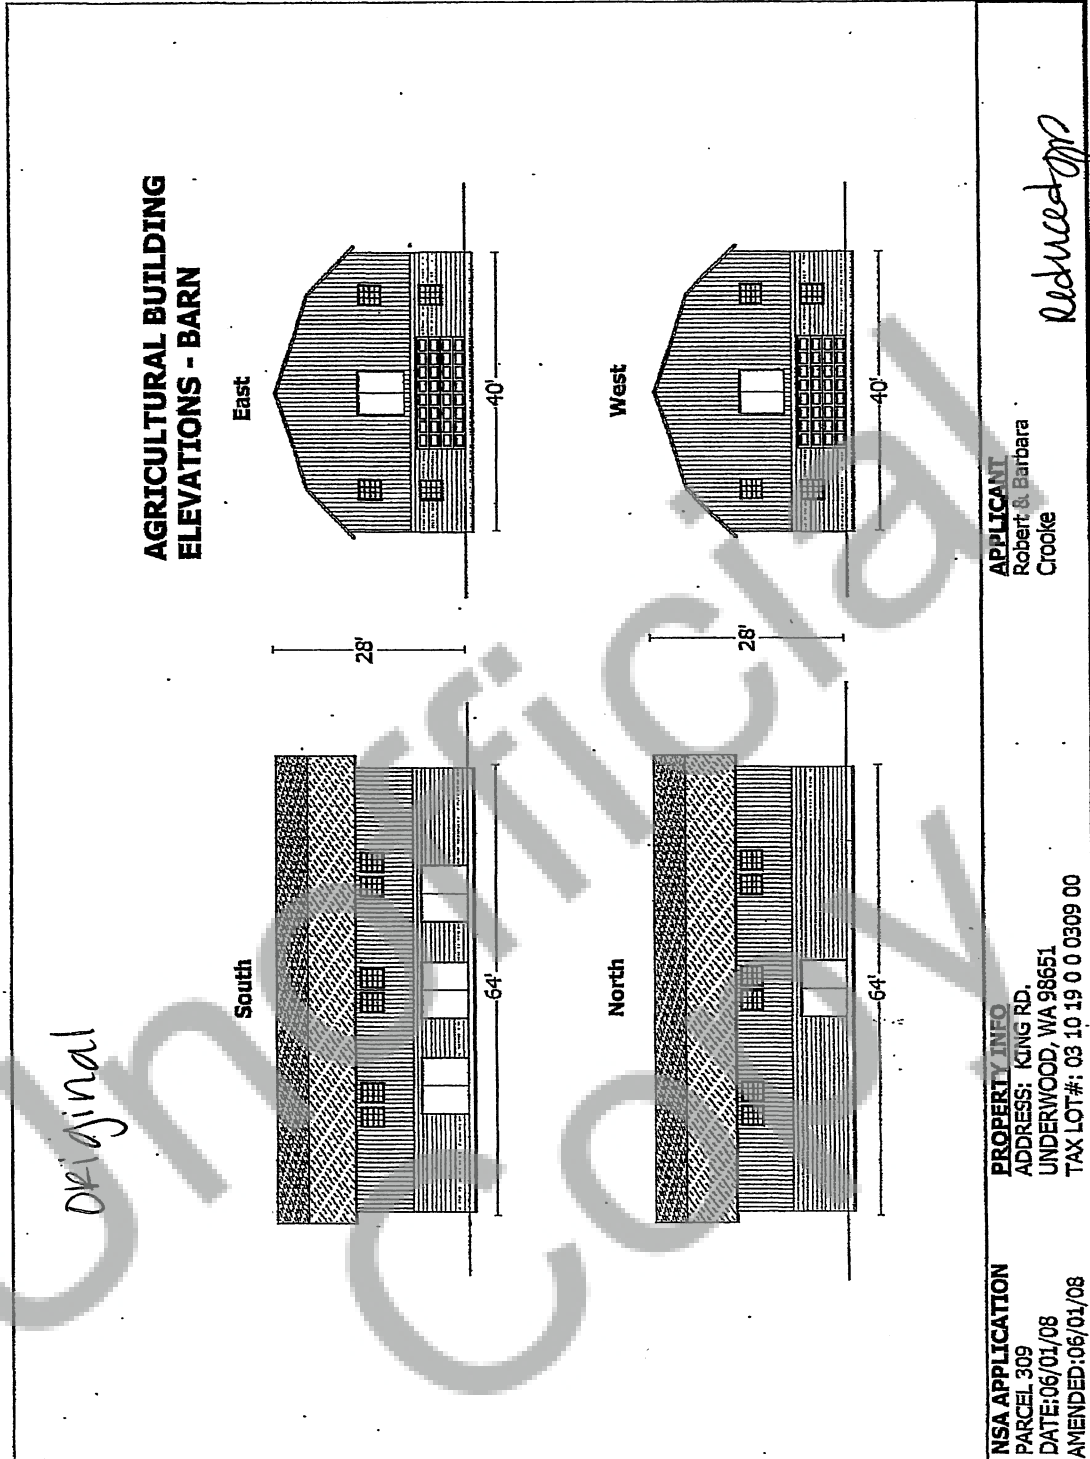 Original
AGRICULTURAL BUILDING
ELEVATIONS - BARN
South
East
28'
64'
40'
North
West
28'
64'
40'
NSA APPLICATION
PARCEL 309
DATE:06/01/08
AMENDED:06/01/08
PROPERTY INFO
ADDRESS: KING RD.
UNDERWOOD, WA 98651
TAX LOT#: 03 10 19 0 0 0309 00
APPLICANT
Robert & Barbara
Crooke
Reduced
Unofficial
Copy